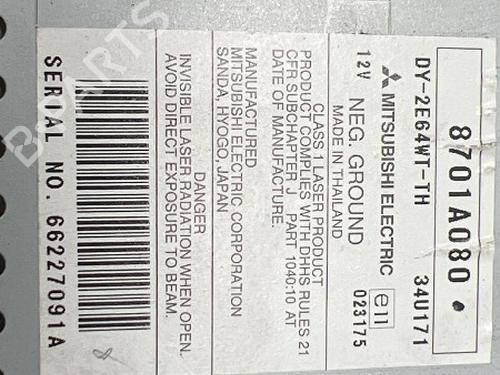 8701A080
DY-2E64WT-TH 34U171
MITSUBISHI ELECTRIC e11
12V NEG. GROUND 023175
MADE IN THAILAND
CLASS 1 LASER PRODUCT
PRODUCT COMPLIES WITH DHHS RULES 21
CFR SUBCHAPTER J PART 1040:10 AT
DATE OF MANUFACTURE.
MANUFACTURED
MITSUBISHI ELECTRIC CORPORATION
SANDA, HYOGO, JAPAN
DANGER
INVISIBLE LASER RADIATION WHEN OPEN.
AVOID DIRECT EXPOSURE TO BEAM.
SERIAL NO. 66227091A
B-PARTS